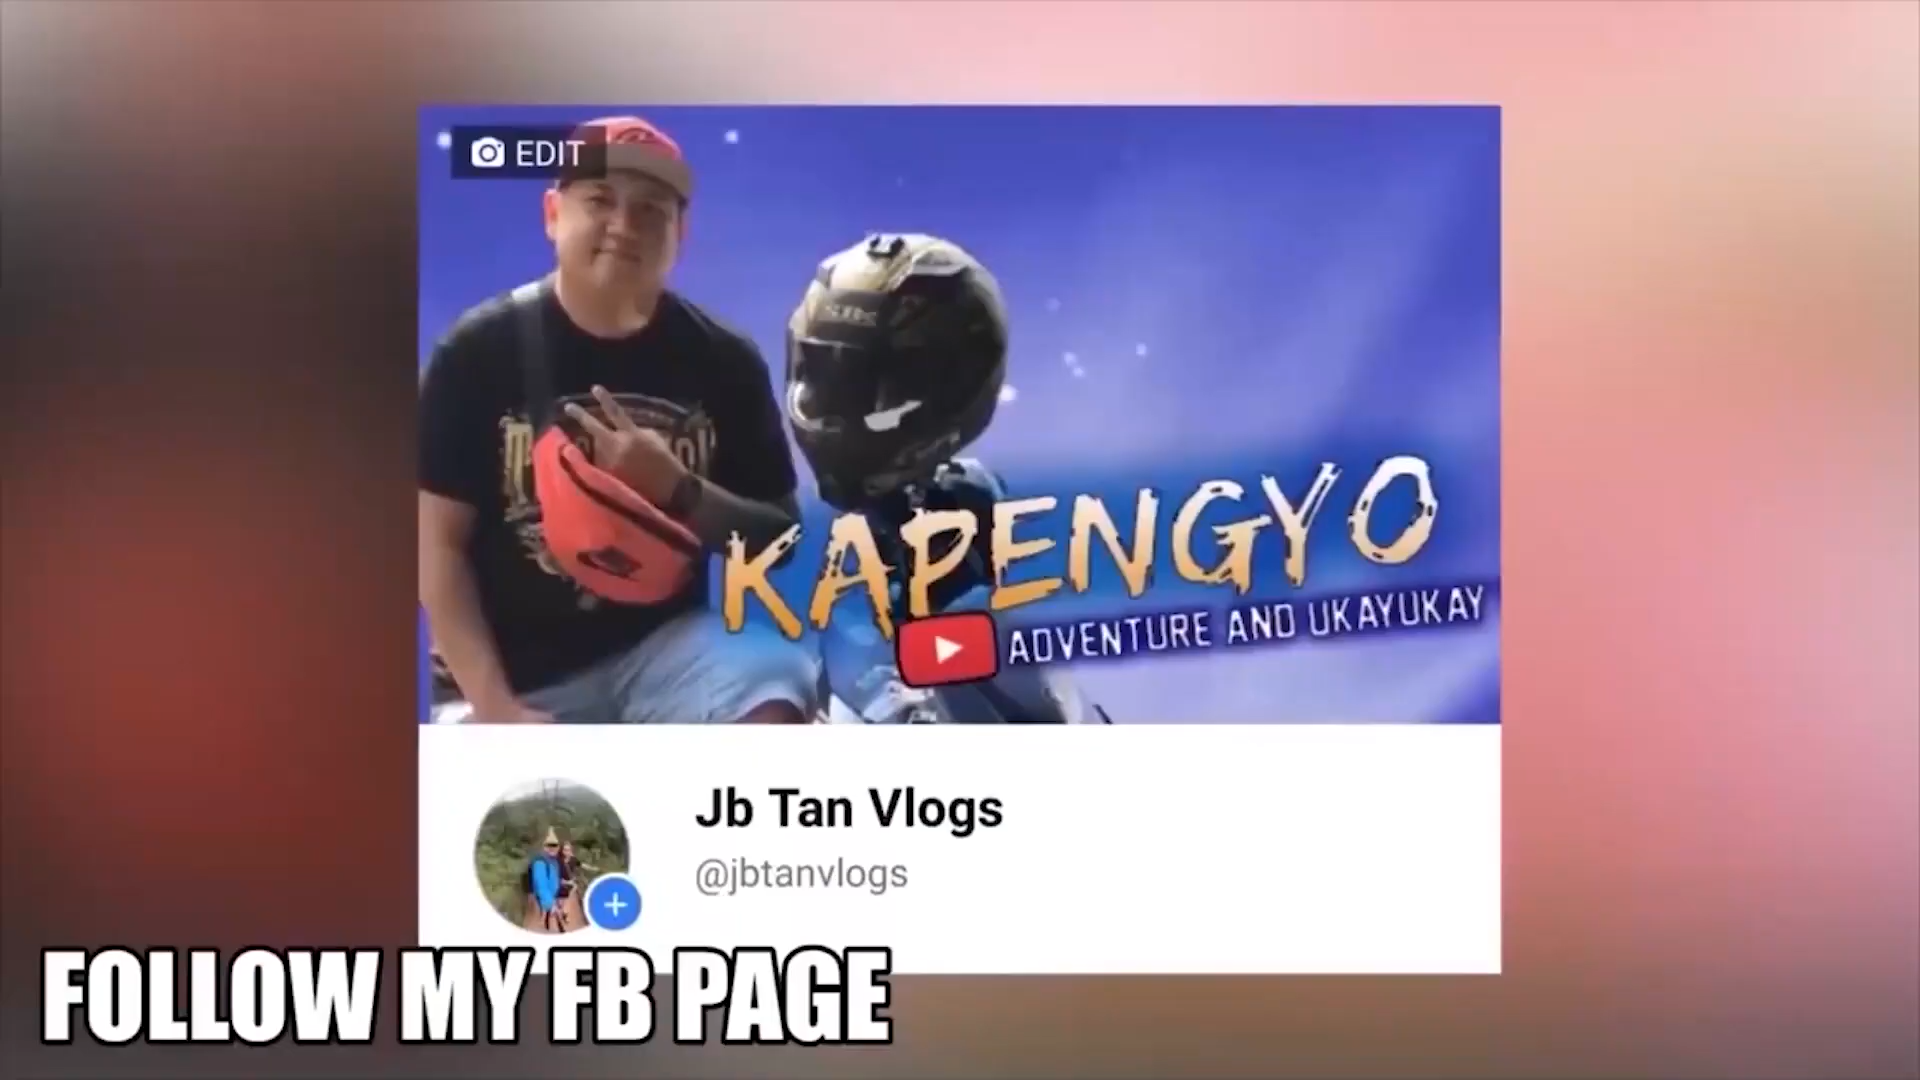 EDIT
KAPENGYO
ADVENTURE AND UKAYUKAY
Jb Tan Vlogs
@jbtanvlogs
FOLLOW MY FB PAGE